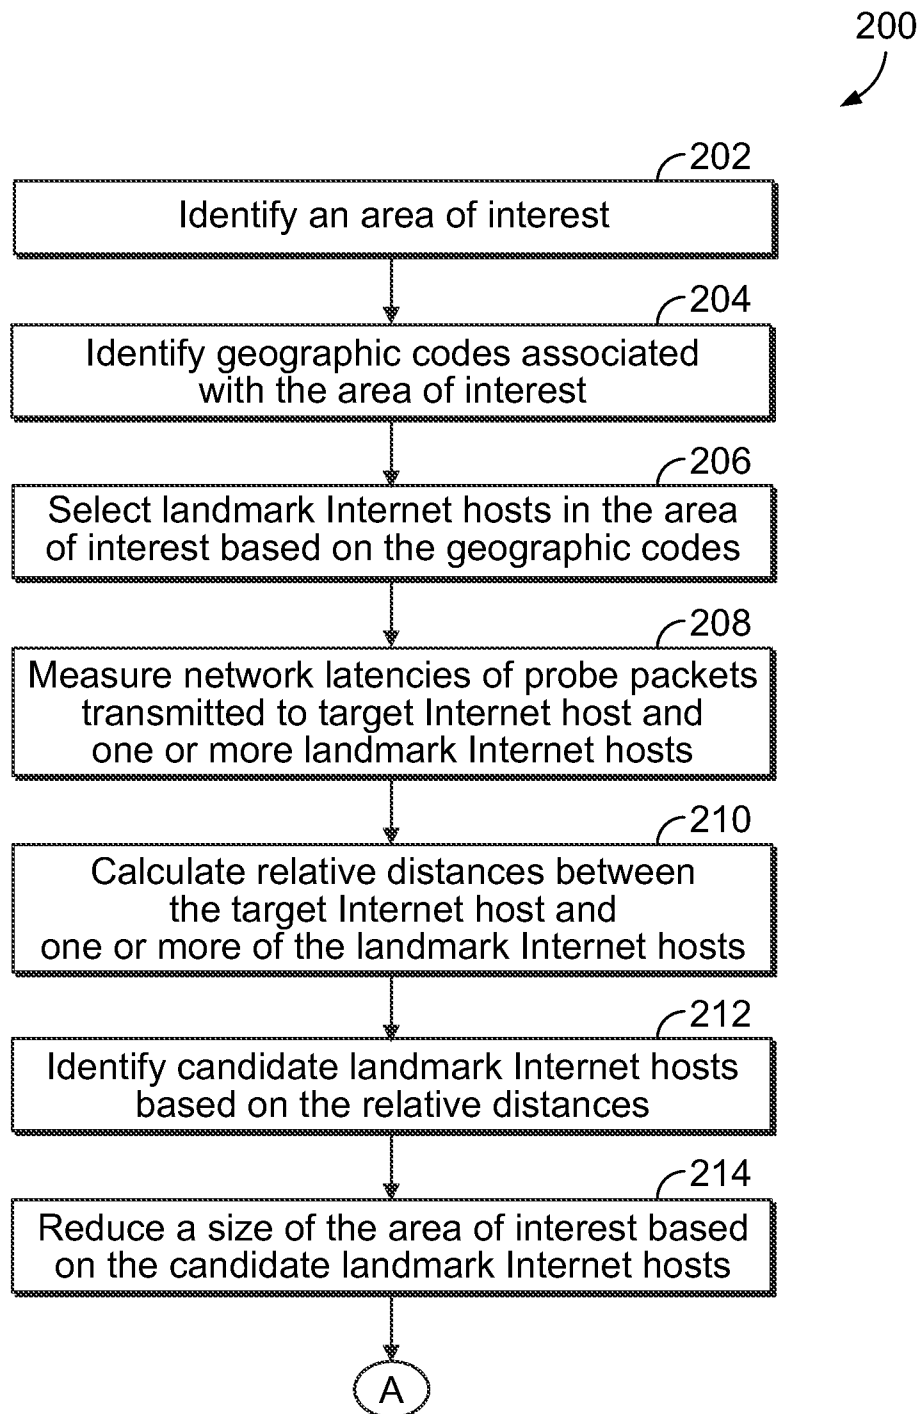 200
202
Identify an area of interest
204
Identify geographic codes associated
with the area of interest
206
Select landmark Internet hosts in the area
of interest based on the geographic codes
208
Measure network latencies of probe packets
transmitted to target Internet host and
one or more landmark Internet hosts
210
Calculate relative distances between
the target Internet host and
one or more of the landmark Internet hosts
212
Identify candidate landmark Internet hosts
based on the relative distances
214
Reduce a size of the area of interest based
on the candidate landmark Internet hosts
A